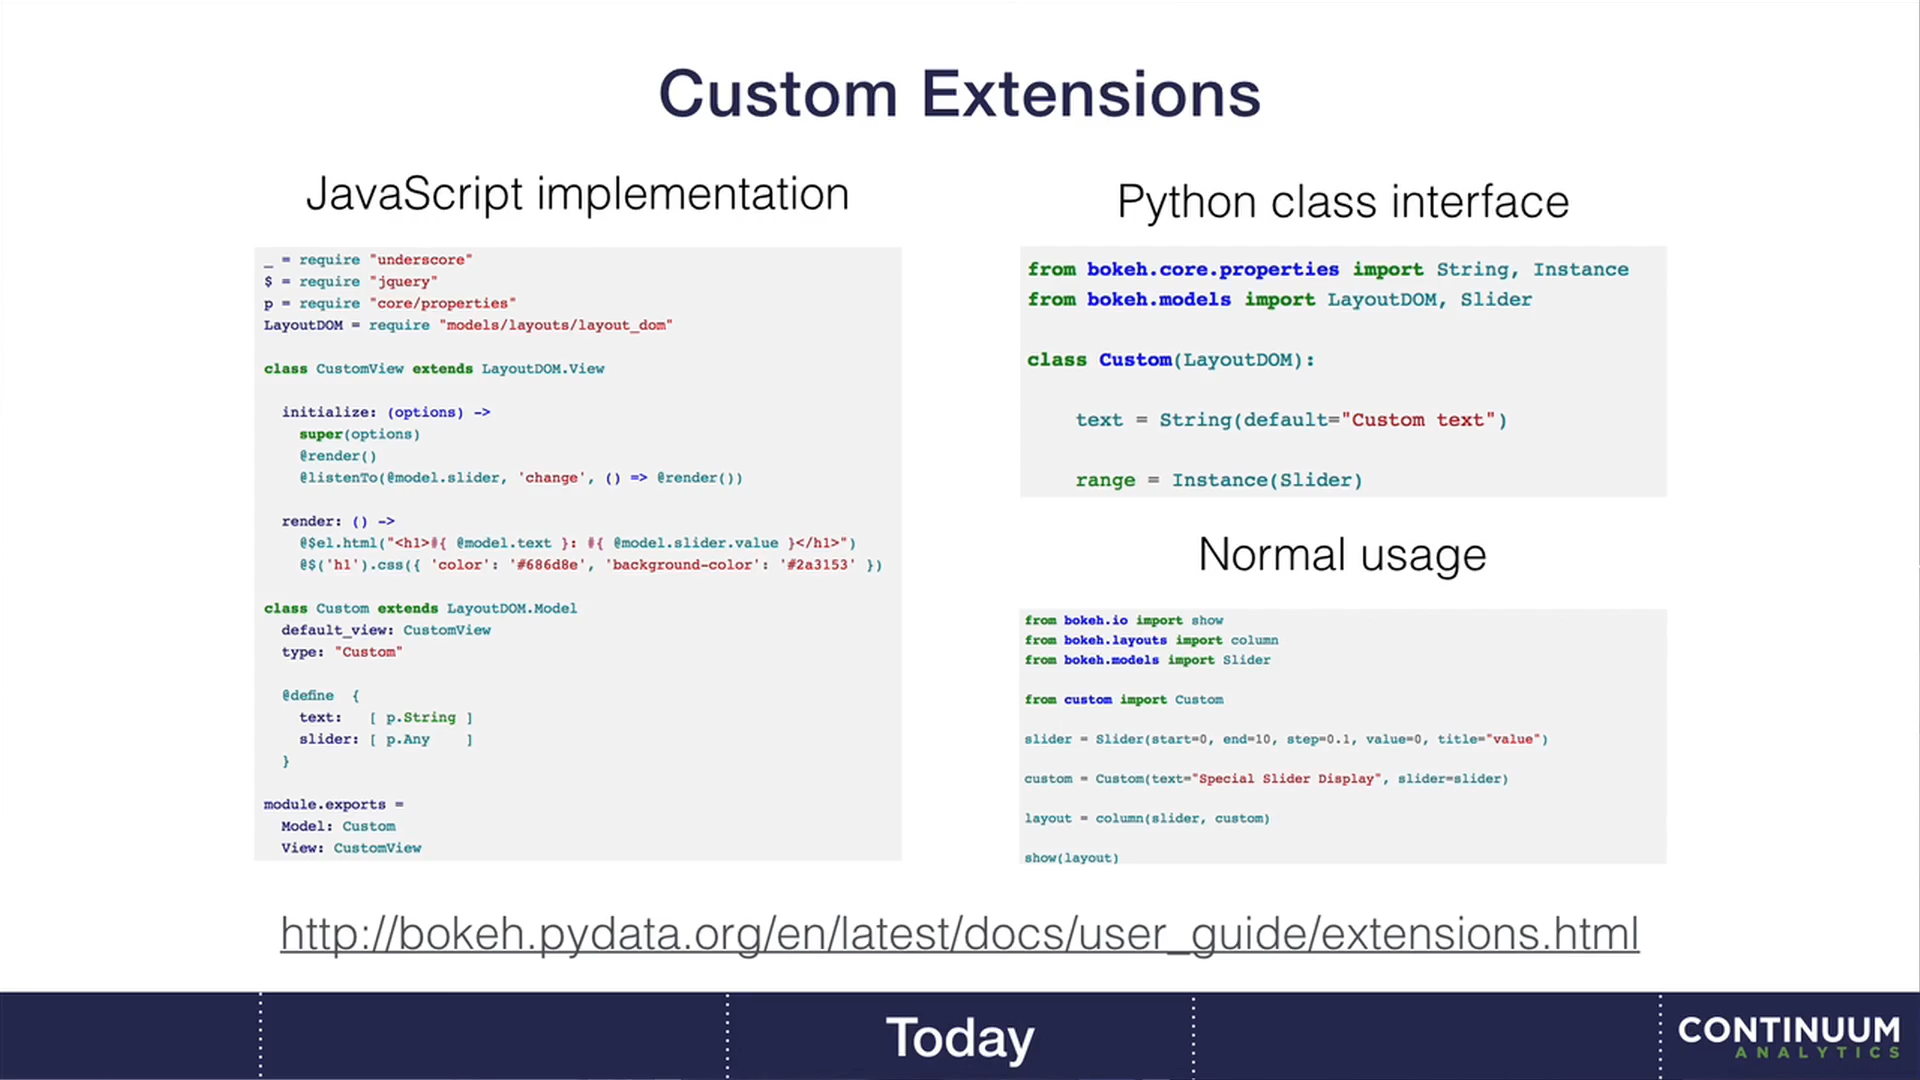 Custom Extensions
JavaScript implementation
_ = require "underscore"
$ = require "jquery"
p = require "core/properties"
LayoutDOM = require "models/layouts/layout_dom"
class CustomView extends LayoutDOM.View
initialize: (options) ->
super(options)
@render()
@listenTo(@model.slider, 'change', () => @render())
render: () ->
@$el.html("<h1>#{ @model.text }: #{ @model.slider.value }</h1>")
@$('h1').css({ 'color': '#686d8e', 'background-color': '#2a3153' })
class Custom extends LayoutDOM.Model
default_view: CustomView
type: "Custom"
@define {
text: [ p.String ]
slider: [ p.Any ]
}
module.exports =
Model: Custom
View: CustomView
Python class interface
from bokeh.core.properties import String, Instance
from bokeh.models import LayoutDOM, Slider
class Custom(LayoutDOM):
text = String(default="Custom text")
range = Instance(Slider)
Normal usage
from bokeh.io import show
from bokeh.layouts import column
from bokeh.models import Slider
from custom import Custom
slider = Slider(start=0, end=10, step=0.1, value=0, title="value")
custom = Custom(text="Special Slider Display", slider=slider)
layout = column(slider, custom)
show(layout)
http://bokeh.pydata.org/en/latest/docs/user_guide/extensions.html
Today
CONTINUUM
ANALYTICS